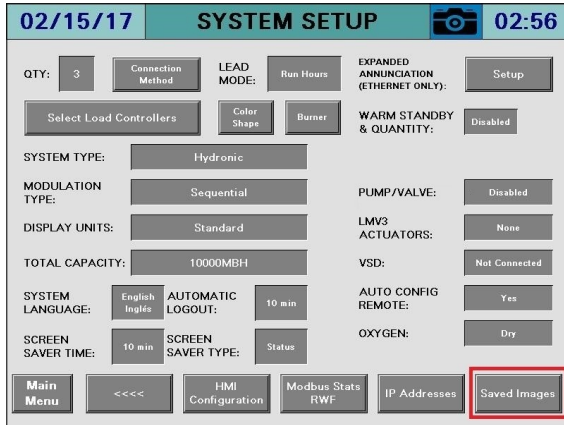 02/15/17 SYSTEM SETUP 02:56
QTY: 3 Connection Method LEAD MODE: Run Hours EXPANDED ANNUNCIATION (ETHERNET ONLY): Setup
Select Load Controllers Color Shape Burner WARM STANDBY & QUANTITY: Disabled
SYSTEM TYPE: Hydronic
MODULATION TYPE: Sequential PUMP/VALVE: Disabled
DISPLAY UNITS: Standard LMV3 ACTUATORS: None
TOTAL CAPACITY: 10000MBH VSD: Not Connected
SYSTEM LANGUAGE: English Inglés AUTOMATIC LOGOUT: 10 min AUTO CONFIG REMOTE: Yes
SCREEN SAVER TIME: 10 min SCREEN SAVER TYPE: Status OXYGEN: Dry
Main Menu <<<< HMI Configuration Modbus Stats RWF IP Addresses Saved Images